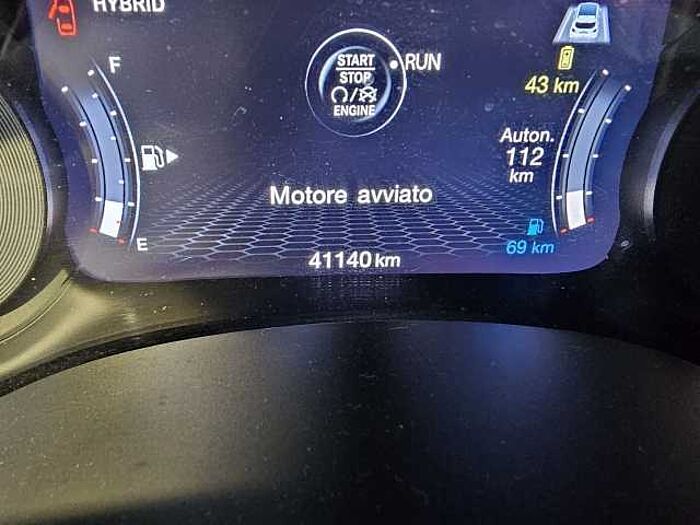 HYBRID
F
START
STOP
ENGINE
RUN
43 km
Auton.
112
km
Motore avviato
E
69 km
41140 km